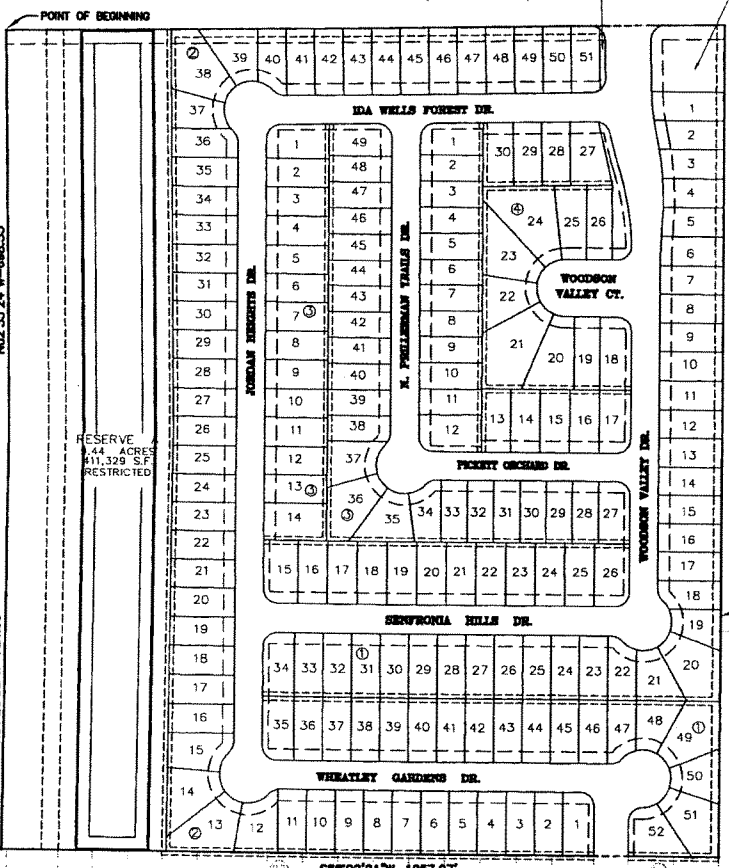 POINT OF BEGINNING
② 38 39 40 41 42 43 44 45 46 47 48 49 50 51
37
IDA WELLS FOREST DR.
36 35 34 33 32 31 30 29 28 27 26 25 24 23 22 21 20 19 18 17 16 15 14 13 ② 12
JORDAN HEIGHTS DR.
1 2 3 4 5 6 7 ③ 8 9 10 11 12 13 ③ 14
49 48 47 46 45 44 43 42 41 40 39 38 37 36 ③ 35 34 33 32 31 30 29 28 27
N. PRILLERMAN TRAILS DR.
1 2 3 4 5 6 7 8 9 10 11 12
30 29 28 27
④ 24 25 26
23
22
21 20 19 18
WOODSON
VALLEY CT.
13 14 15 16 17
PICKETT ORCHARD DR.
WOODSON VALLEY DR.
1 2 3 4 5 6 7 8 9 10 11 12 13 14 15 16 17 18 19 20 21
RESERVE A
ACRES
411,329 S.F.
RESTRICTED
15 16 17 18 19 20 21 22 23 24 25 26
SENFRONIA HILLS DR.
34 33 32 ① 31 30 29 28 27 26 25 24 23 22
35 36 37 38 39 40 41 42 43 44 45 46 47 48 49 ①
50
51
52
WHEATLEY GARDENS DR.
11 10 9 8 7 6 5 4 3 2 1